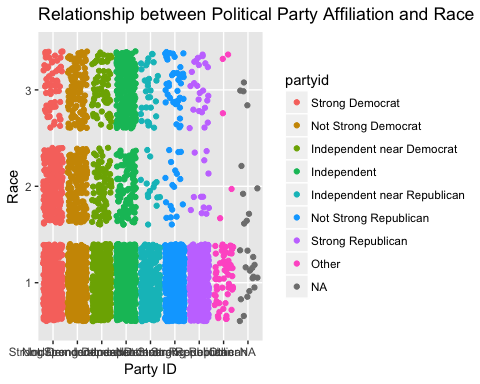 Relationship between Political Party Affiliation and Race
partyid
Strong Democrat
Not Strong Democrat
Independent near Democrat
Independent
Independent near Republican
Not Strong Republican
Strong Republican
Other
NA
Race
3
2
1
NA
Party ID